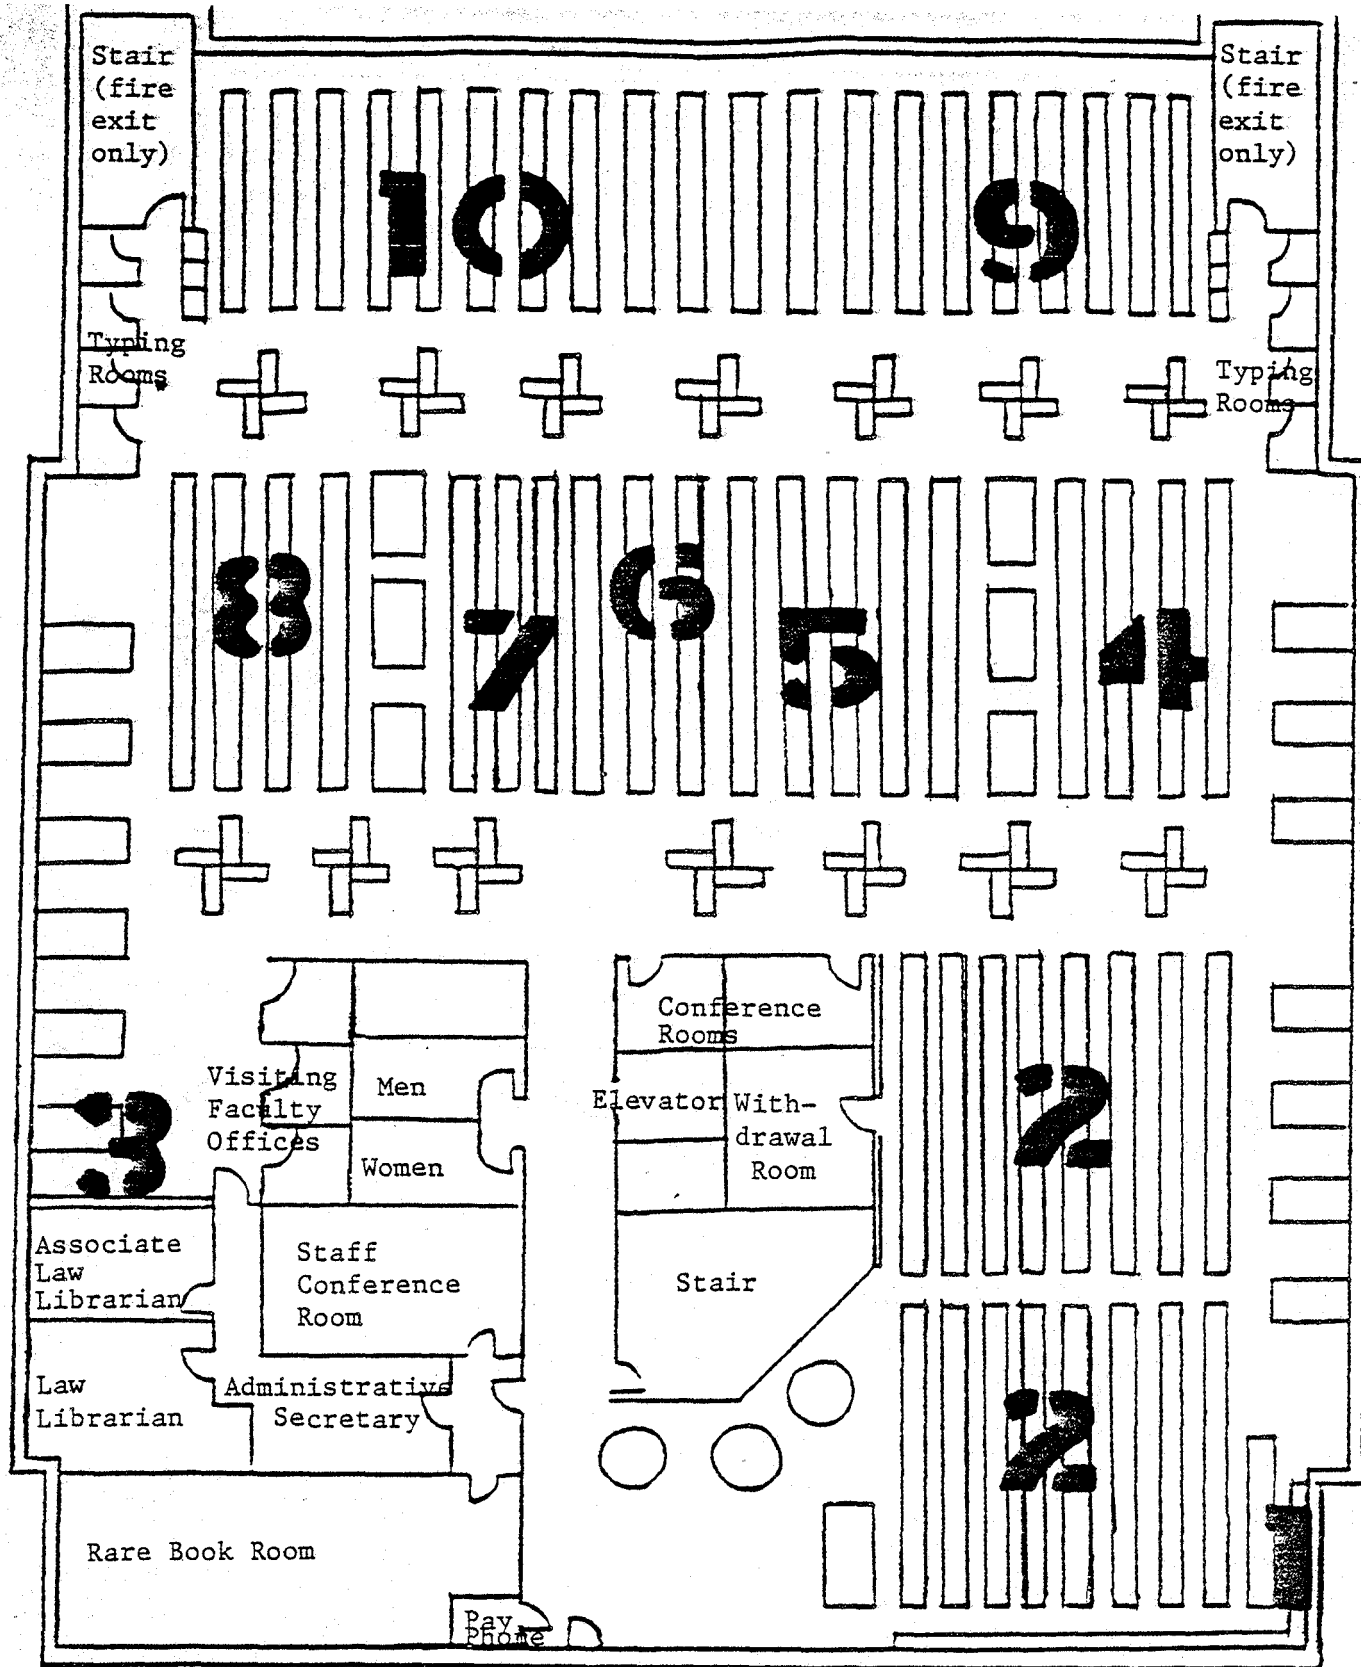 Stair
(fire
exit
only)
Stair
(fire
exit
only)
10
9
Typing
Rooms
Typing
Rooms
8
7
6
5
4
Conference
Rooms
Visiting
Faculty
Offices
Men
Women
Elevator
With-
drawal
Room
2
3
Associate
Law
Librarian
Staff
Conference
Room
Stair
Law
Librarian
Administrative
Secretary
2
1
Rare Book Room
Pay
Phone